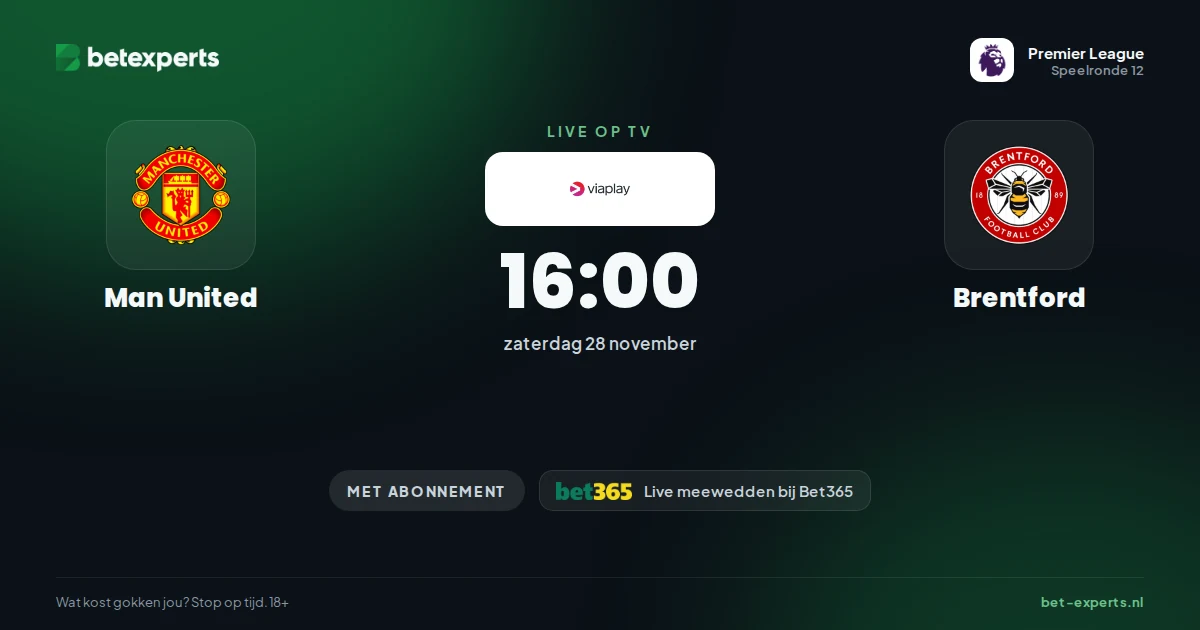 betexperts
Premier League
Speelronde 12
LIVE OP TV
viaplay
MANCHESTER
UNITED
BRENTFORD
18 89
FOOTBALL CLUB
16:00
Man United
Brentford
zaterdag 28 november
MET ABONNEMENT
bet365 Live meewedden bij Bet365
Wat kost gokken jou? Stop op tijd. 18+
bet-experts.nl